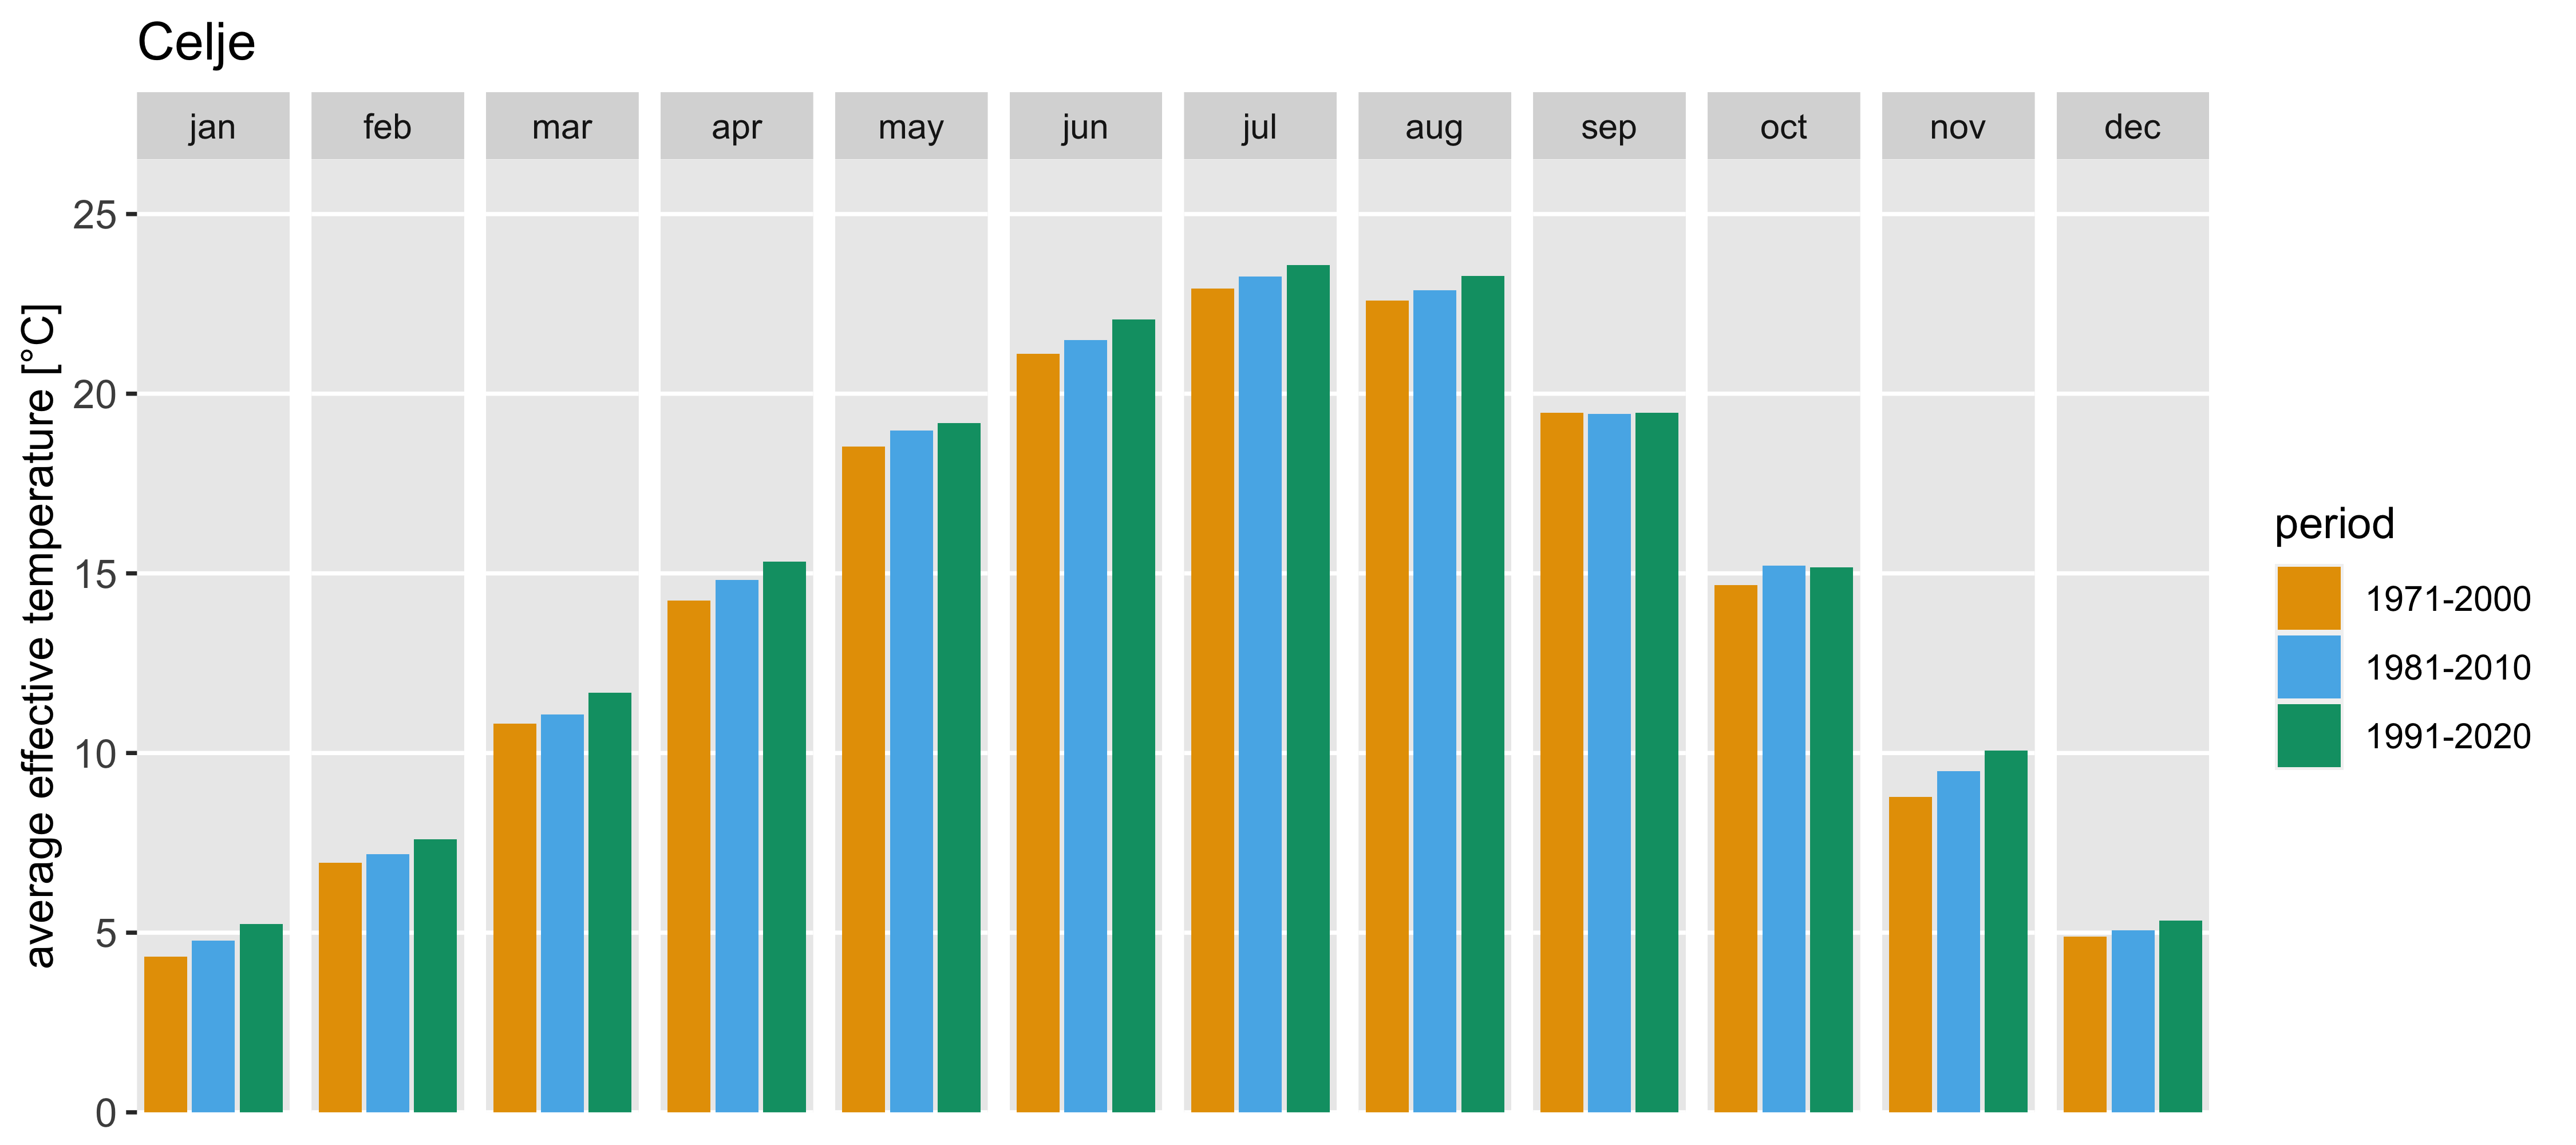 Celje
jan feb mar apr may jun jul aug sep oct nov dec
average effective temperature [°C]
25
20
15
10
5
0
period
1971-2000
1981-2010
1991-2020